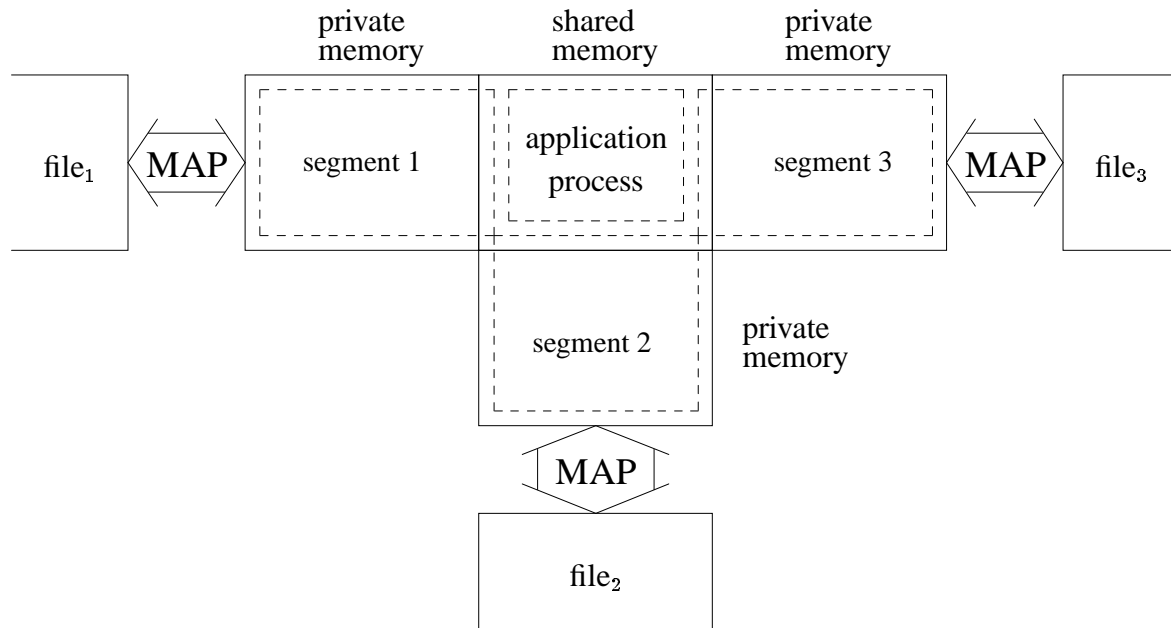 private
memory
shared
memory
private
memory
file₁
MAP
segment 1
application
process
segment 3
MAP
file₃
segment 2
private
memory
MAP
file₂